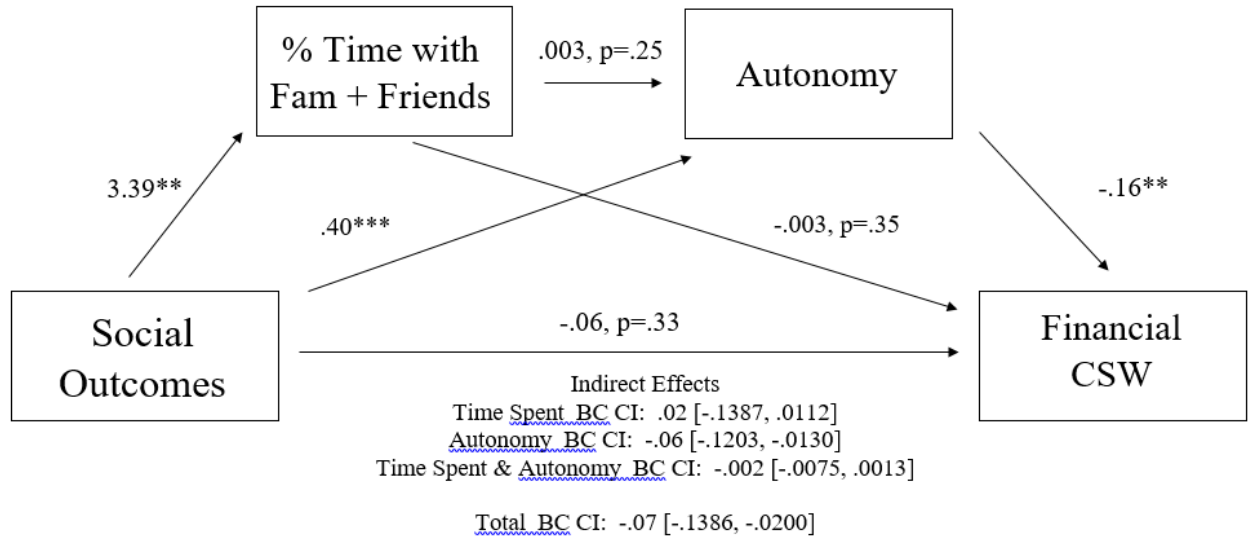 % Time with
Fam + Friends
.003, p=.25
Autonomy
3.39**
.40***
-.003, p=.35
-.16**
Social
Outcomes
-.06, p=.33
Financial
CSW
Indirect Effects
Time Spent BC CI: .02 [-.1387, .0112]
Autonomy BC CI: -.06 [-.1203, -.0130]
Time Spent & Autonomy BC CI: -.002 [-.0075, .0013]
Total BC CI: -.07 [-.1386, -.0200]